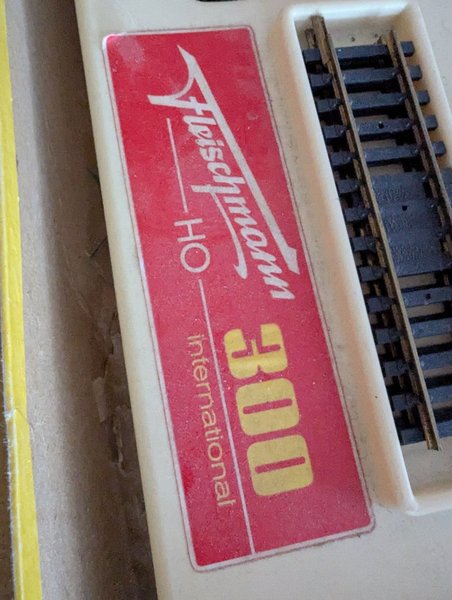 Fleischmann
HO
300
international